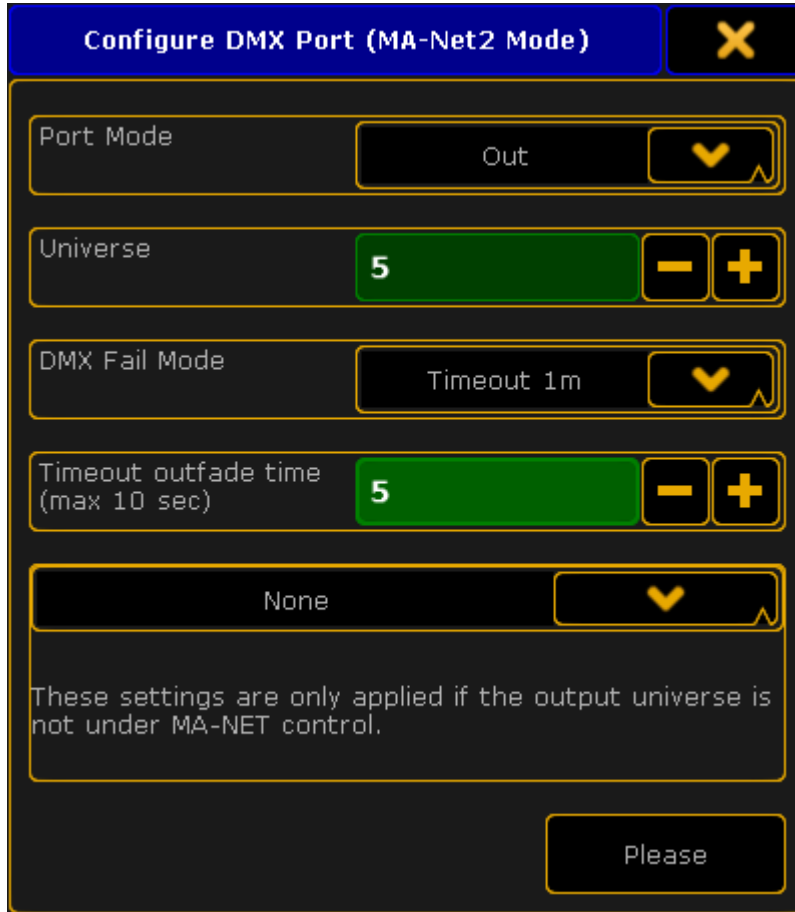 Configure DMX Port (MA-Net2 Mode)
Port Mode
Out
Universe
5
DMX Fail Mode
Timeout 1m
Timeout outfade time
(max 10 sec)
5
None
These settings are only applied if the output universe is
not under MA-NET control.
Please